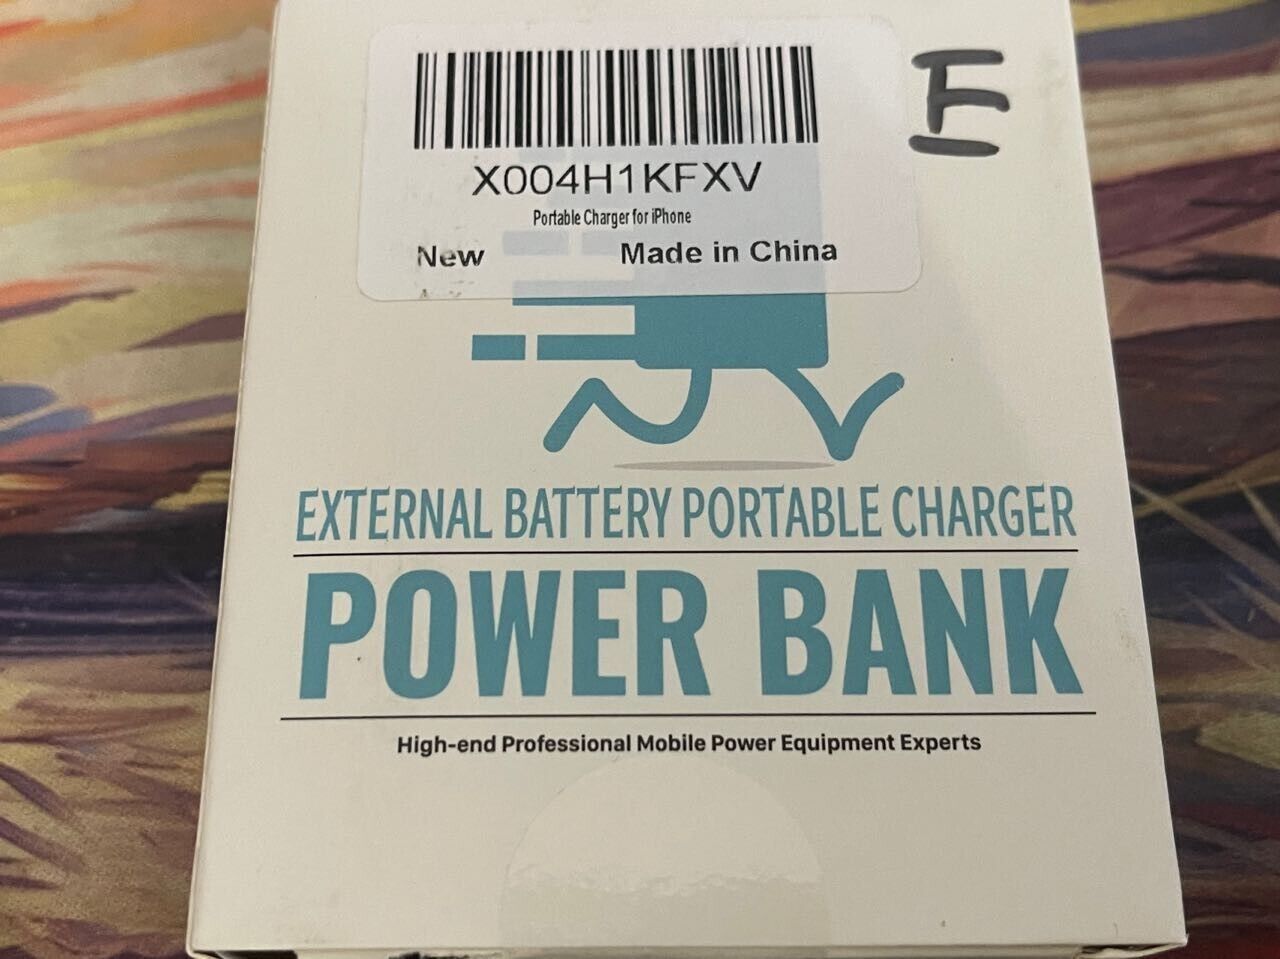 X004H1KFXV
Portable Charger for iPhone
New Made in China
E
EXTERNAL BATTERY PORTABLE CHARGER
POWER BANK
High-end Professional Mobile Power Equipment Experts